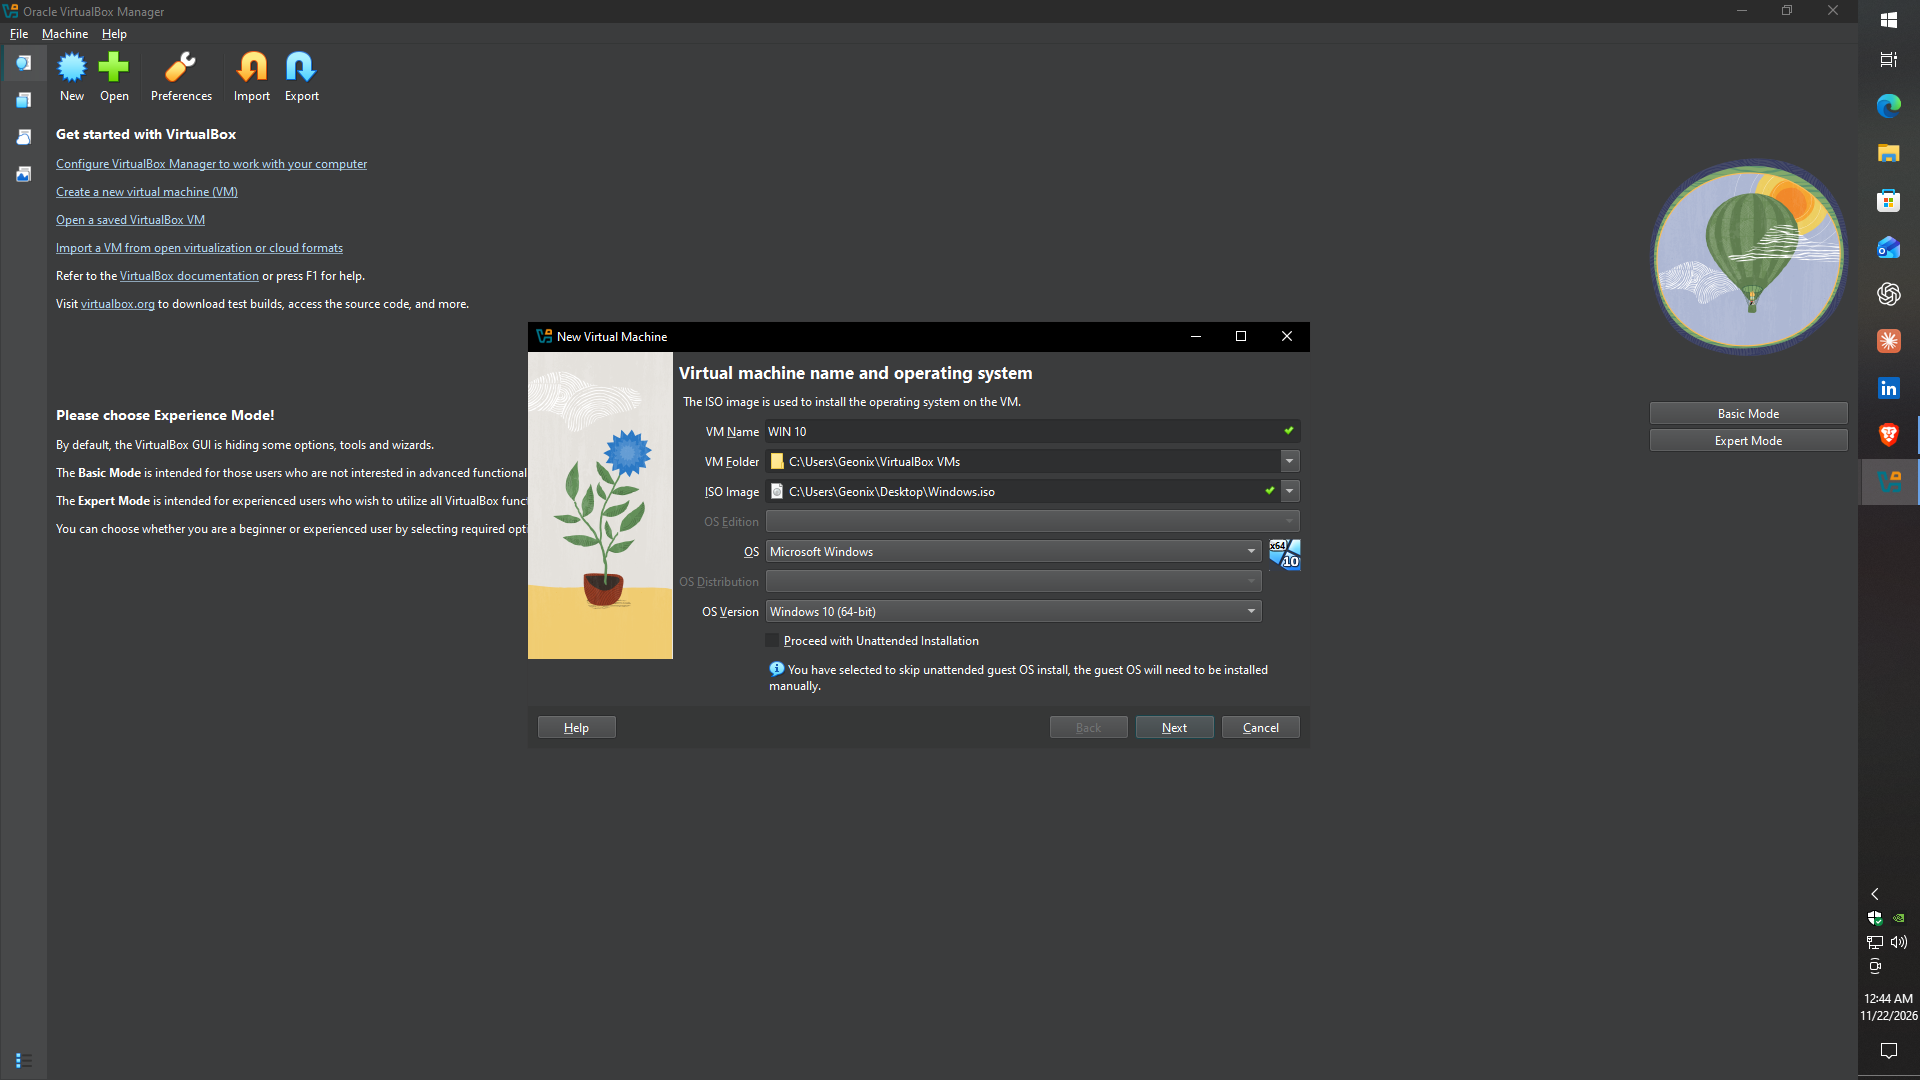 Oracle VirtualBox Manager
File Machine Help
New Open Preferences Import Export
Get started with VirtualBox
Configure VirtualBox Manager to work with your computer
Create a new virtual machine (VM)
Open a saved VirtualBox VM
Import a VM from open virtualization or cloud formats
Refer to the VirtualBox documentation or press F1 for help.
Visit virtualbox.org to download test builds, access the source code, and more.
Please choose Experience Mode!
By default, the VirtualBox GUI is hiding some options, tools and wizards.
The Basic Mode is intended for those users who are not interested in advanced functional
The Expert Mode is intended for experienced users who wish to utilize all VirtualBox func
You can choose whether you are a beginner or experienced user by selecting required opti
Basic Mode
Expert Mode
New Virtual Machine
Virtual machine name and operating system
The ISO image is used to install the operating system on the VM.
VM Name WIN 10
VM Folder C:\Users\Geonix\VirtualBox VMs
ISO Image C:\Users\Geonix\Desktop\Windows.iso
OS Edition
OS Microsoft Windows
x64 10
OS Distribution
OS Version Windows 10 (64-bit)
Proceed with Unattended Installation
You have selected to skip unattended guest OS install, the guest OS will need to be installed
manually.
Help Back Next Cancel
in
12:44 AM
11/22/2026